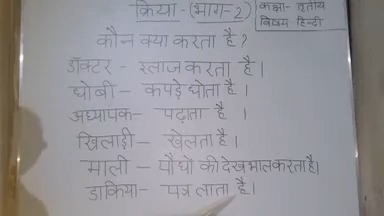 क्रिया - (भाग-2)
कक्षा - तृतीय
विषय हिन्दी
कौन क्या करता है?
डॉक्टर - इलाज करता है।
धोबी - कपड़े धोता है।
अध्यापक - पढ़ाता है ।
खिलाड़ी - खेलता है।
माली - पौधों की देखभाल करता है।
डाकिया - पत्र लाता है।